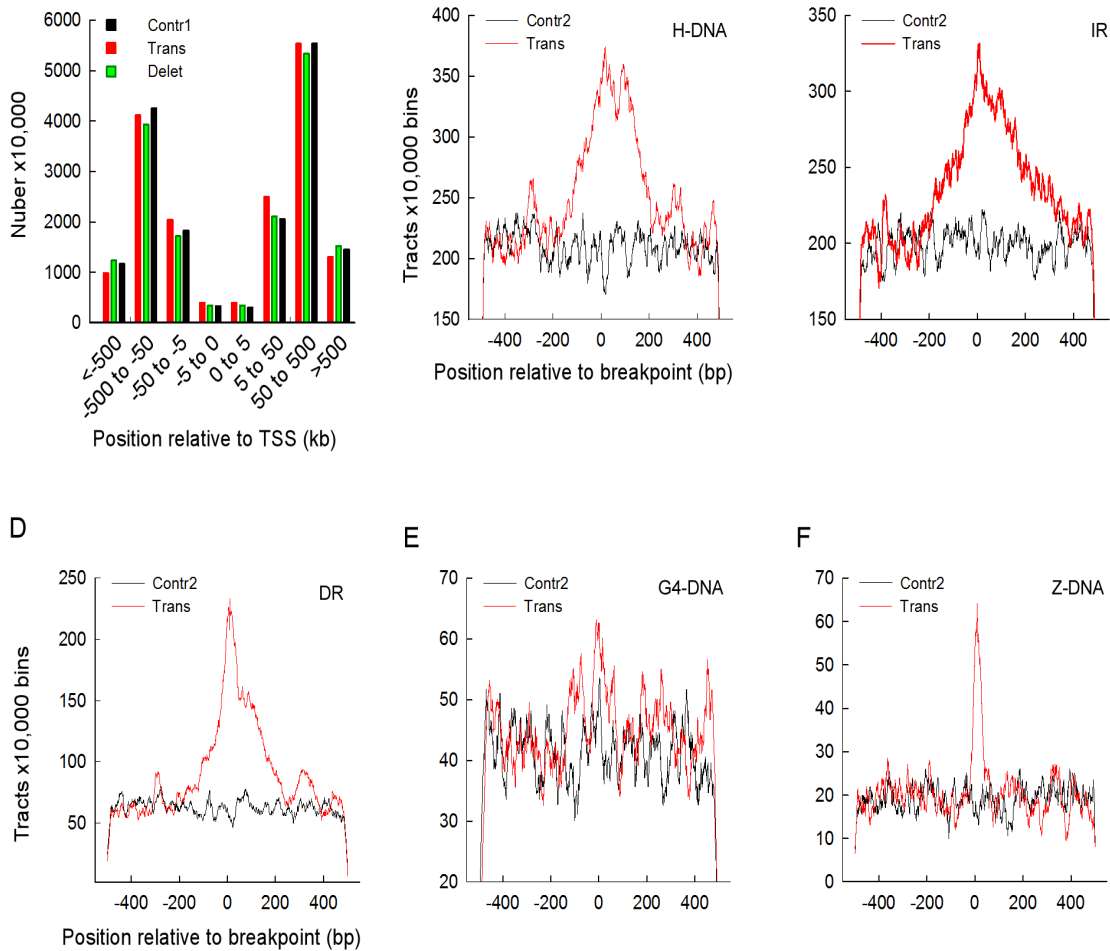 Contr1
Trans
Delet
Nuber x10,000
6000
5000
4000
3000
2000
1000
0
<-500
-500 to -50
-50 to -5
-5 to 0
0 to 5
5 to 50
50 to 500
>500
Position relative to TSS (kb)
Contr2
Trans
H-DNA
Tracts x10,000 bins
400
350
300
250
200
150
-400
-200
0
200
400
Position relative to breakpoint (bp)
Contr2
Trans
IR
350
300
250
200
150
-400
-200
0
200
400
D
Contr2
Trans
DR
Tracts x10,000 bins
250
200
150
100
50
-400
-200
0
200
400
Position relative to breakpoint (bp)
E
Contr2
Trans
G4-DNA
70
60
50
40
30
20
-400
-200
0
200
400
F
Contr2
Trans
Z-DNA
70
60
50
40
30
20
10
0
-400
-200
0
200
400